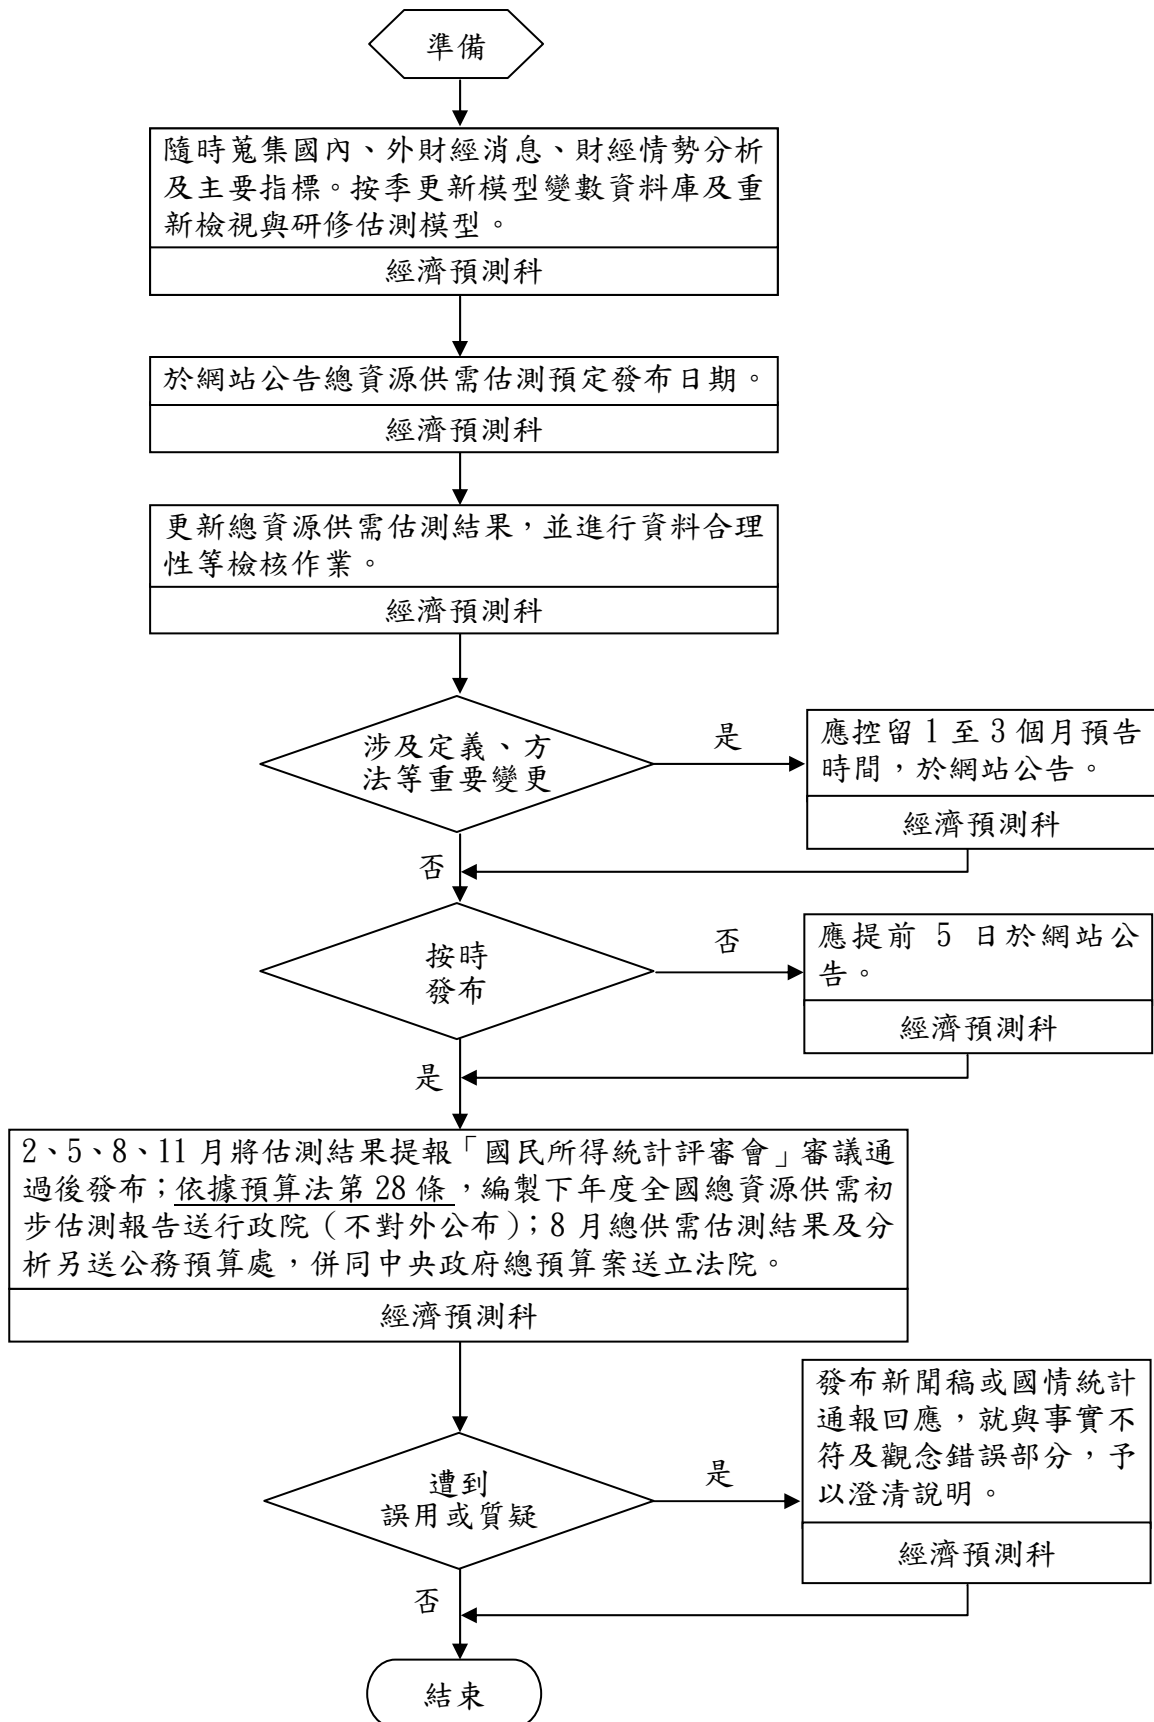 準備
隨時蒐集國內、外財經消息、財經情勢分析
及主要指標。按季更新模型變數資料庫及重
新檢視與研修估測模型。
經濟預測科
於網站公告總資源供需估測預定發布日期。
經濟預測科
更新總資源供需估測結果，並進行資料合理
性等檢核作業。
經濟預測科
涉及定義、方
法等重要變更
是
應控留 1 至 3 個月預告
時間，於網站公告。
經濟預測科
否
按時
發布
否
應提前 5 日於網站公
告。
經濟預測科
是
2、5、8、11 月將估測結果提報「國民所得統計評審會」審議通
過後發布；依據預算法第 28 條，編製下年度全國總資源供需初
步估測報告送行政院（不對外公布）；8 月總供需估測結果及分
析另送公務預算處，併同中央政府總預算案送立法院。
經濟預測科
遭到
誤用或質疑
是
發布新聞稿或國情統計
通報回應，就與事實不
符及觀念錯誤部分，予
以澄清說明。
經濟預測科
否
結束